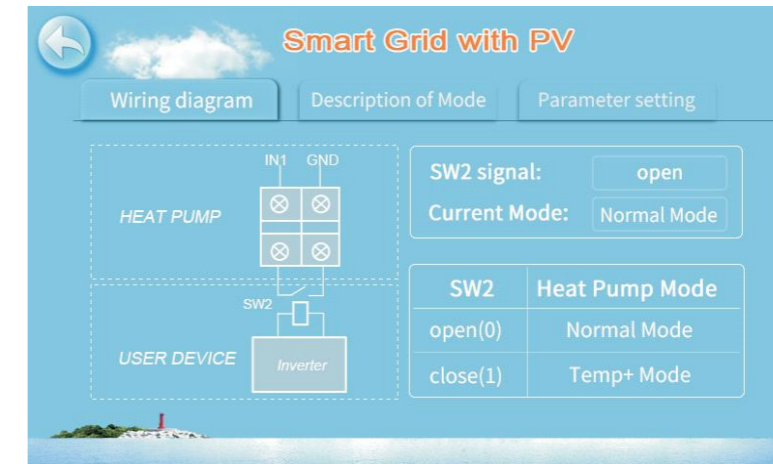 Smart Grid with PV
Wiring diagram
Description of Mode
Parameter setting
IN1 GND
HEAT PUMP
SW2
USER DEVICE
Inverter
SW2 signal: open
Current Mode: Normal Mode
SW2 Heat Pump Mode
open(0) Normal Mode
close(1) Temp+ Mode